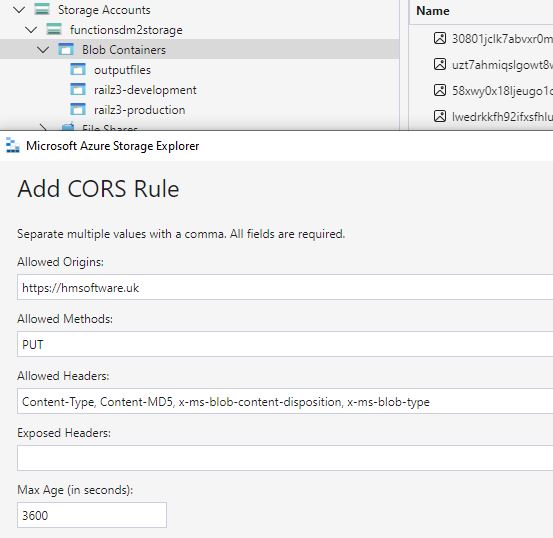 Storage Accounts
functionsdm2storage
Blob Containers
outputfiles
railz3-development
railz3-production
File Shares
Name
30801jclk7abvxr0m
uzt7ahmiqslgowt8w
58xwy0x18ljeugo1c
lwedrkkfh92ifxsfhlu
Microsoft Azure Storage Explorer
Add CORS Rule
Separate multiple values with a comma. All fields are required.
Allowed Origins:
https://hmsoftware.uk
Allowed Methods:
PUT
Allowed Headers:
Content-Type, Content-MD5, x-ms-blob-content-disposition, x-ms-blob-type
Exposed Headers:
Max Age (in seconds):
3600